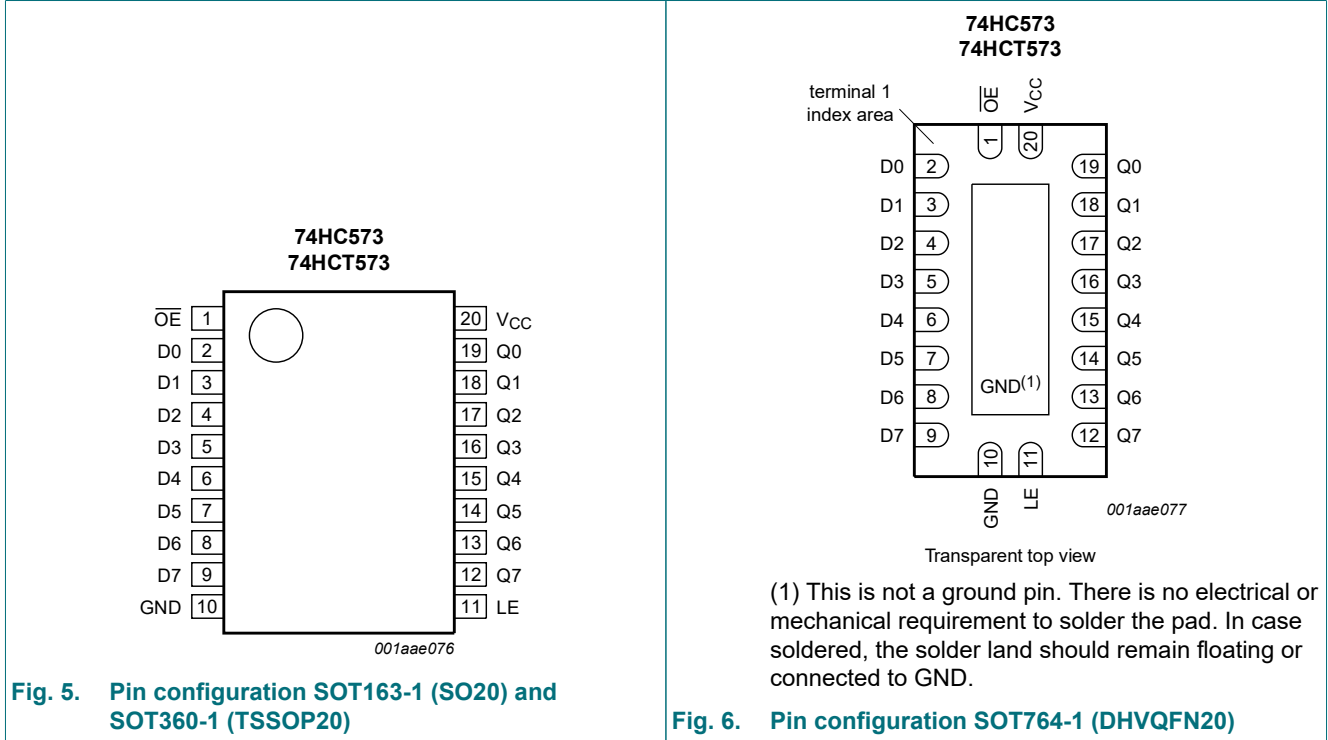 74HC573
74HCT573
OE 1 20 VCC
D0 2 19 Q0
D1 3 18 Q1
D2 4 17 Q2
D3 5 16 Q3
D4 6 15 Q4
D5 7 14 Q5
D6 8 13 Q6
D7 9 12 Q7
GND 10 11 LE
001aae076
Fig. 5. Pin configuration SOT163-1 (SO20) and
SOT360-1 (TSSOP20)
74HC573
74HCT573
terminal 1
index area
OE VCC
1 20
D0 2 19 Q0
D1 3 18 Q1
D2 4 17 Q2
D3 5 16 Q3
D4 6 15 Q4
D5 7 14 Q5
D6 8 GND(1) 13 Q6
D7 9 12 Q7
10 11
GND LE
001aae077
Transparent top view
(1) This is not a ground pin. There is no electrical or
mechanical requirement to solder the pad. In case
soldered, the solder land should remain floating or
connected to GND.
Fig. 6. Pin configuration SOT764-1 (DHVQFN20)